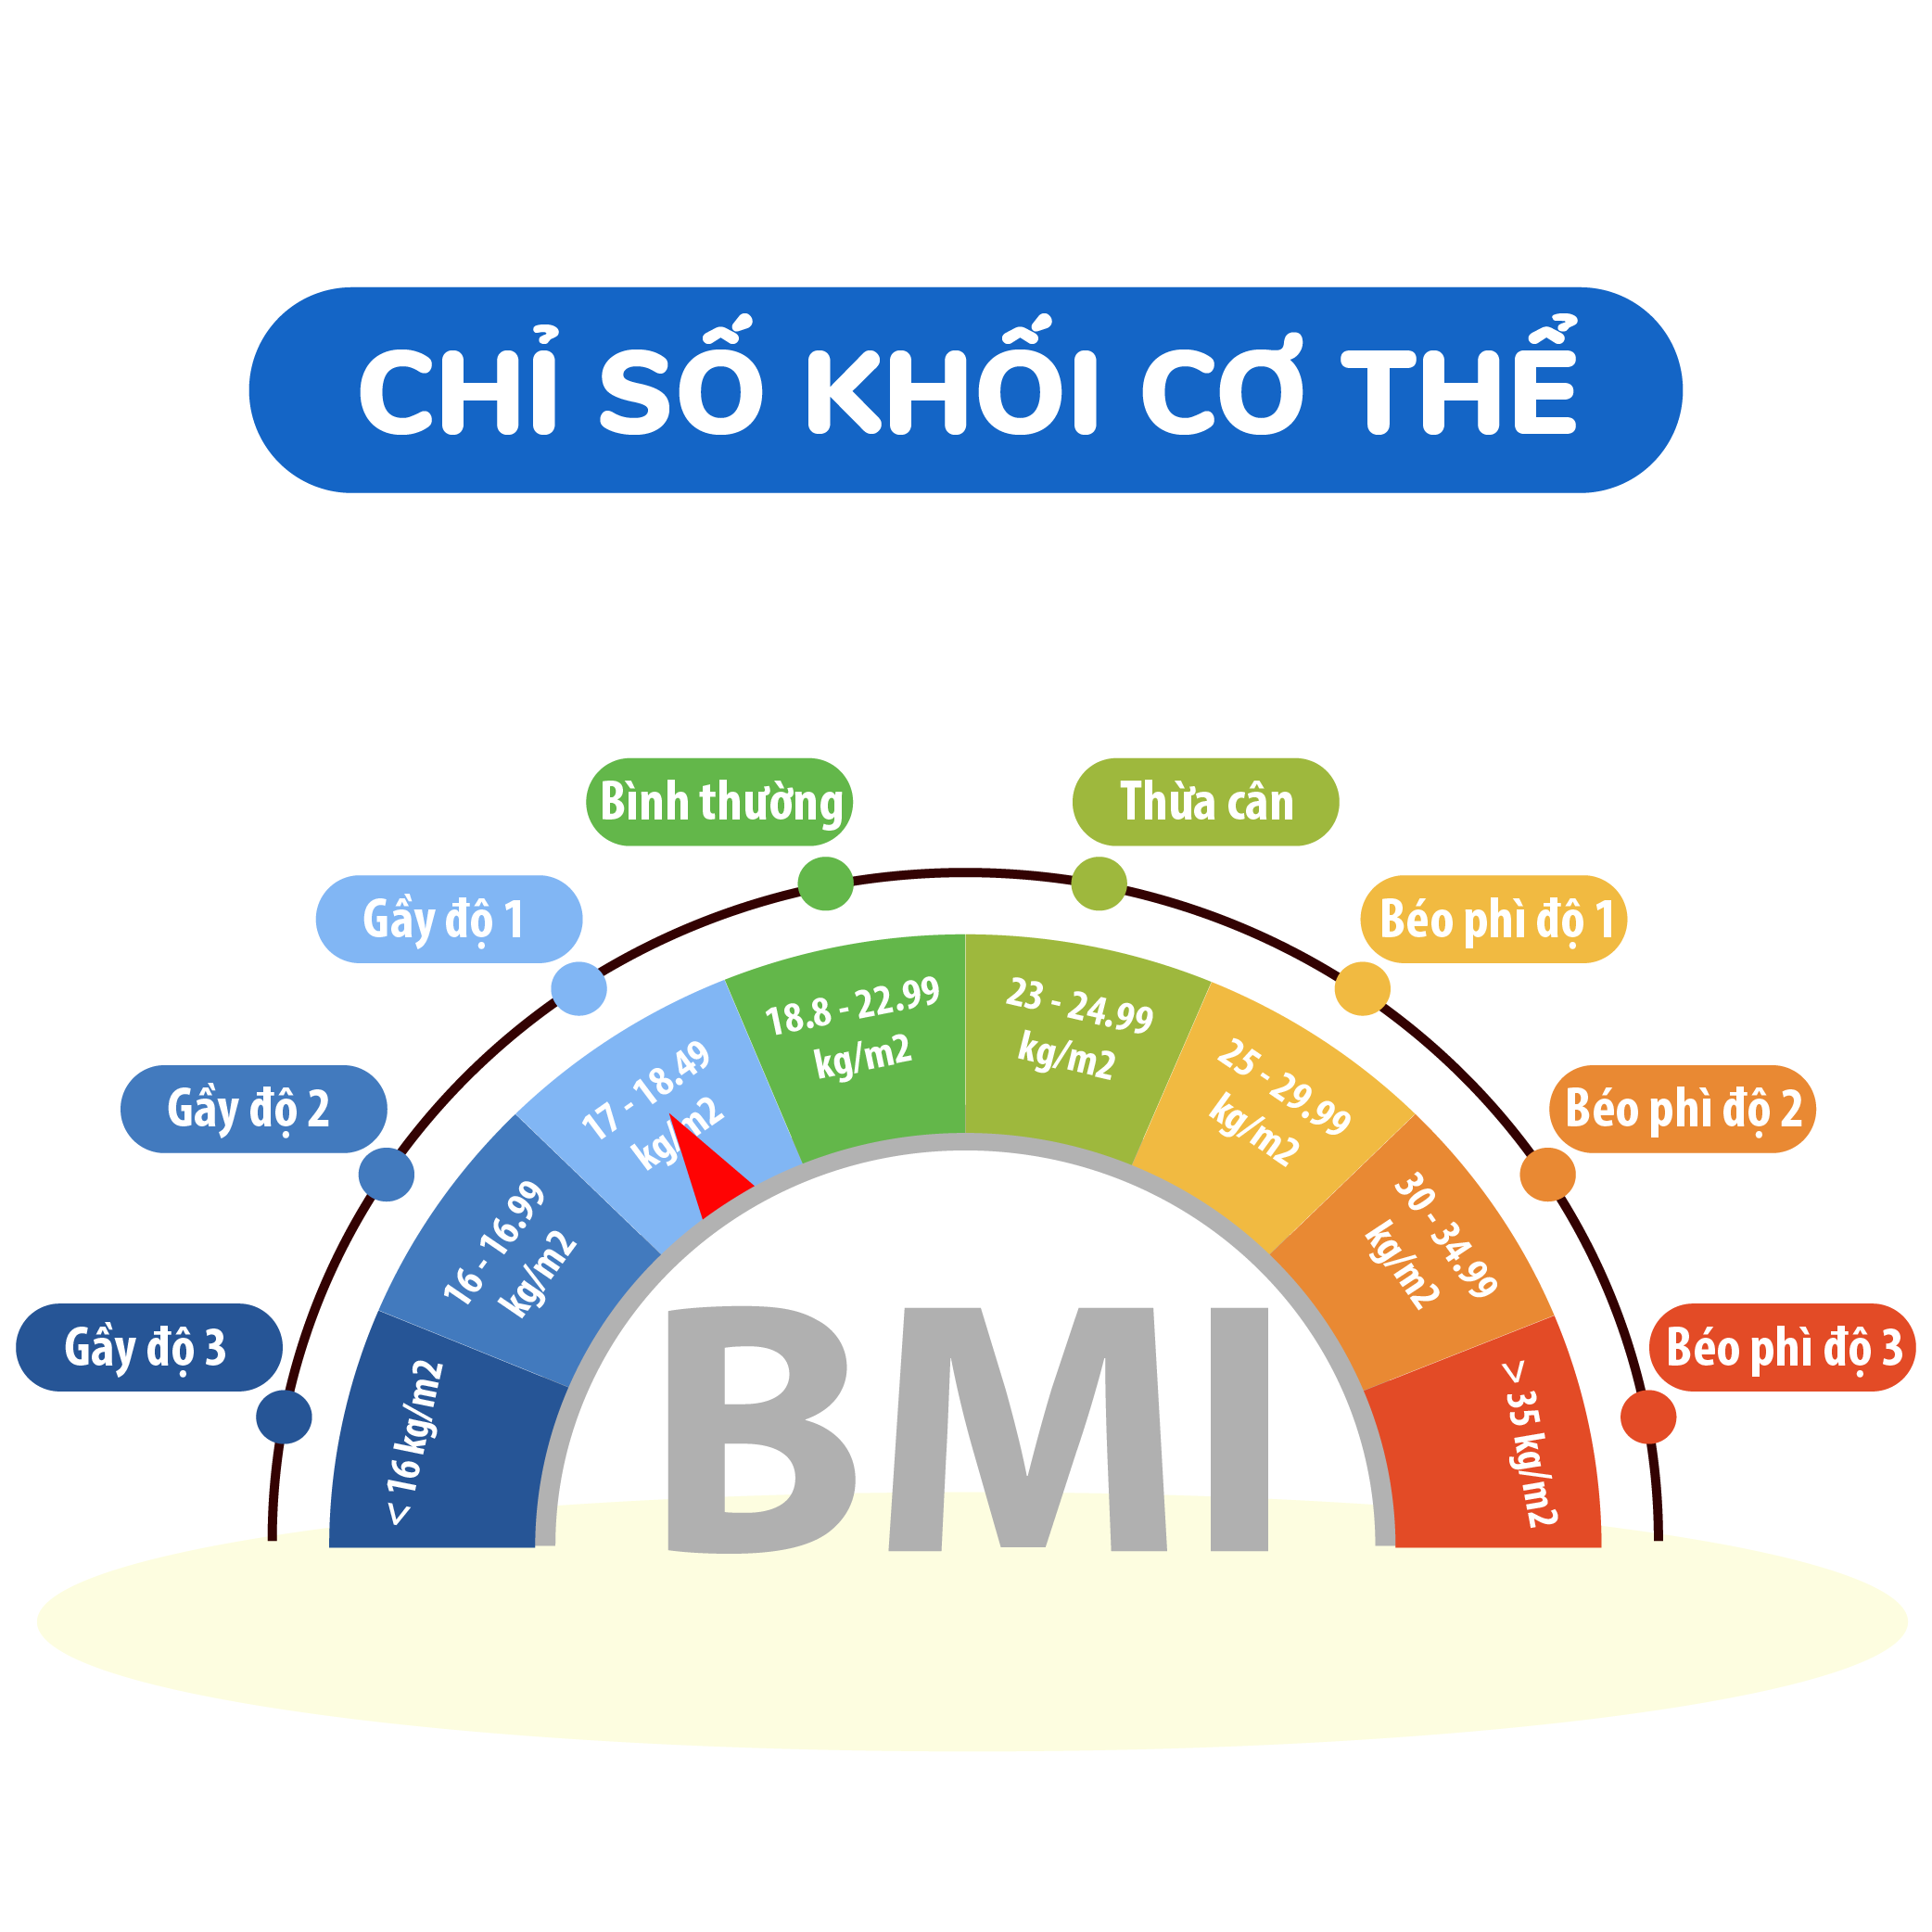 CHỈ SỐ KHỐI CƠ THỂ
Bình thường
Thừa cân
Gầy độ 1
Béo phì độ 1
Gầy độ 2
Béo phì độ 2
Gầy độ 3
Béo phì độ 3
<16kg/m2
16 - 16.99
kg/m2
17 - 18.49
kg/m2
18.8 - 22.99
kg/m2
23 - 24.99
kg/m2
25 - 29.99
kg/m2
30 - 34.99
kg/m2
> 35 kg/m2
BMI